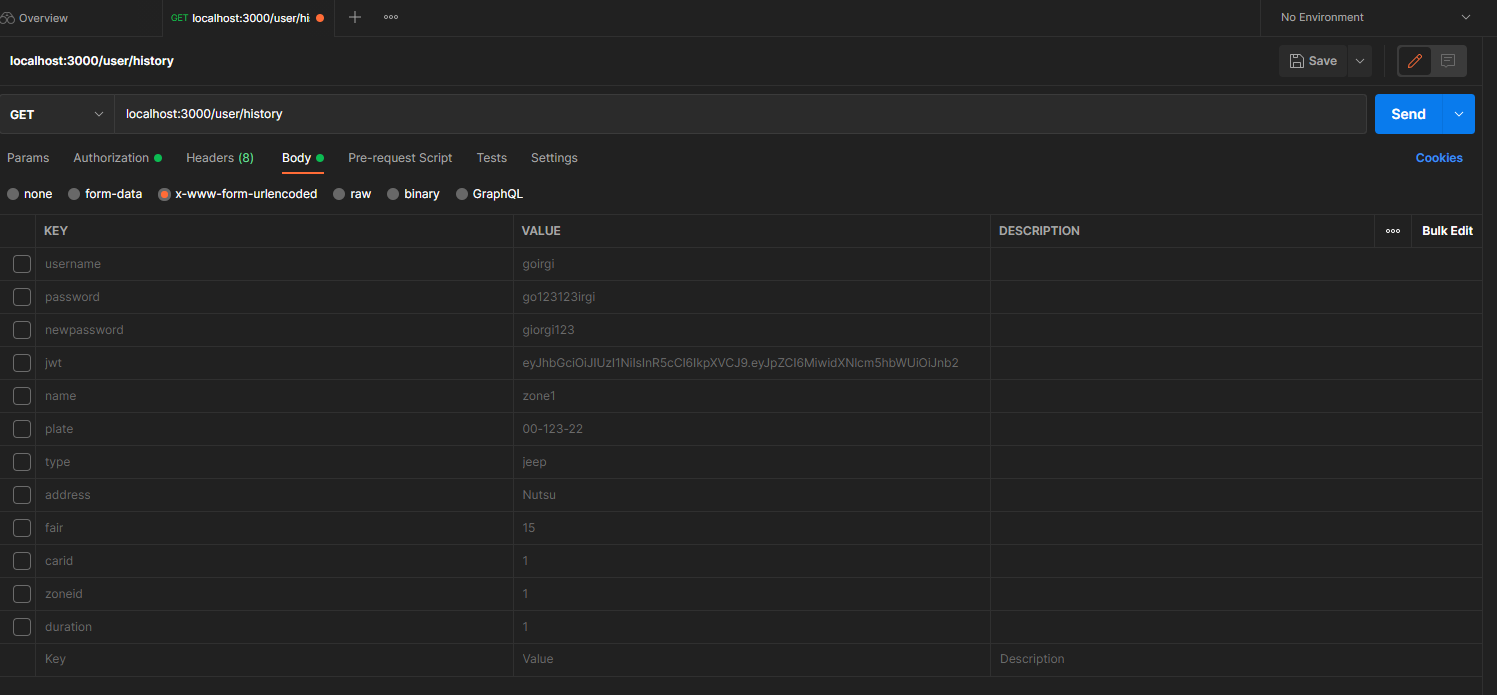 Overview GET localhost:3000/user/hi No Environment
localhost:3000/user/history Save
GET localhost:3000/user/history Send
Params Authorization Headers (8) Body Pre-request Script Tests Settings Cookies
none form-data x-www-form-urlencoded raw binary GraphQL
KEY VALUE DESCRIPTION Bulk Edit
username goirgi
password go123123irgi
newpassword giorgi123
jwt eyJhbGciOiJIUzI1NiIsInR5cCI6IkpXVCJ9.eyJpZCI6MiwidXNlcm5hbWUiOiJnb2
name zone1
plate 00-123-22
type jeep
address Nutsu
fair 15
carid 1
zoneid 1
duration 1
Key Value Description